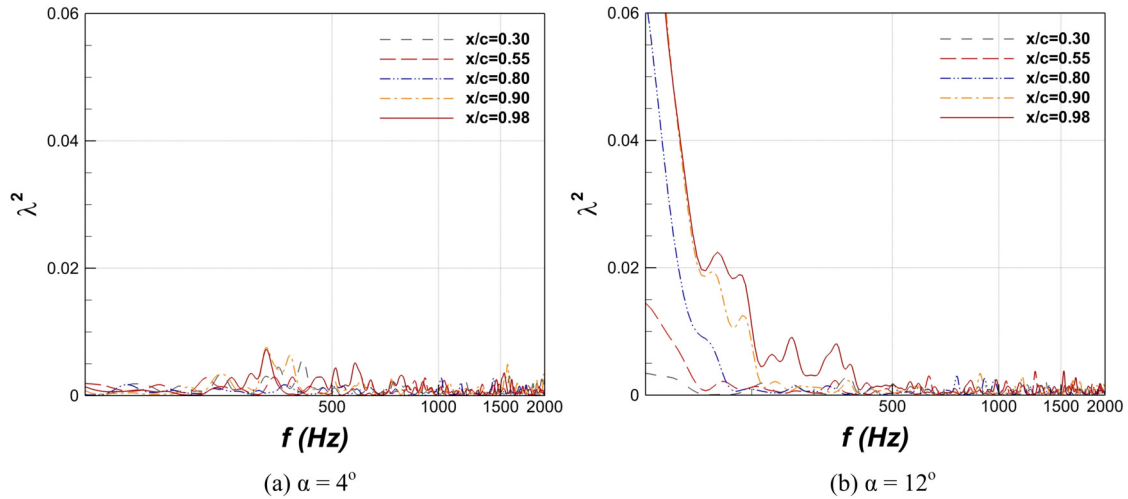 0.06
0.04
0.02
0
λ²
x/c=0.30
x/c=0.55
x/c=0.80
x/c=0.90
x/c=0.98
500
1000
1500
2000
f (Hz)
(a) α = 4°
0.06
0.04
0.02
0
λ²
x/c=0.30
x/c=0.55
x/c=0.80
x/c=0.90
x/c=0.98
500
1000
1500
2000
f (Hz)
(b) α = 12°